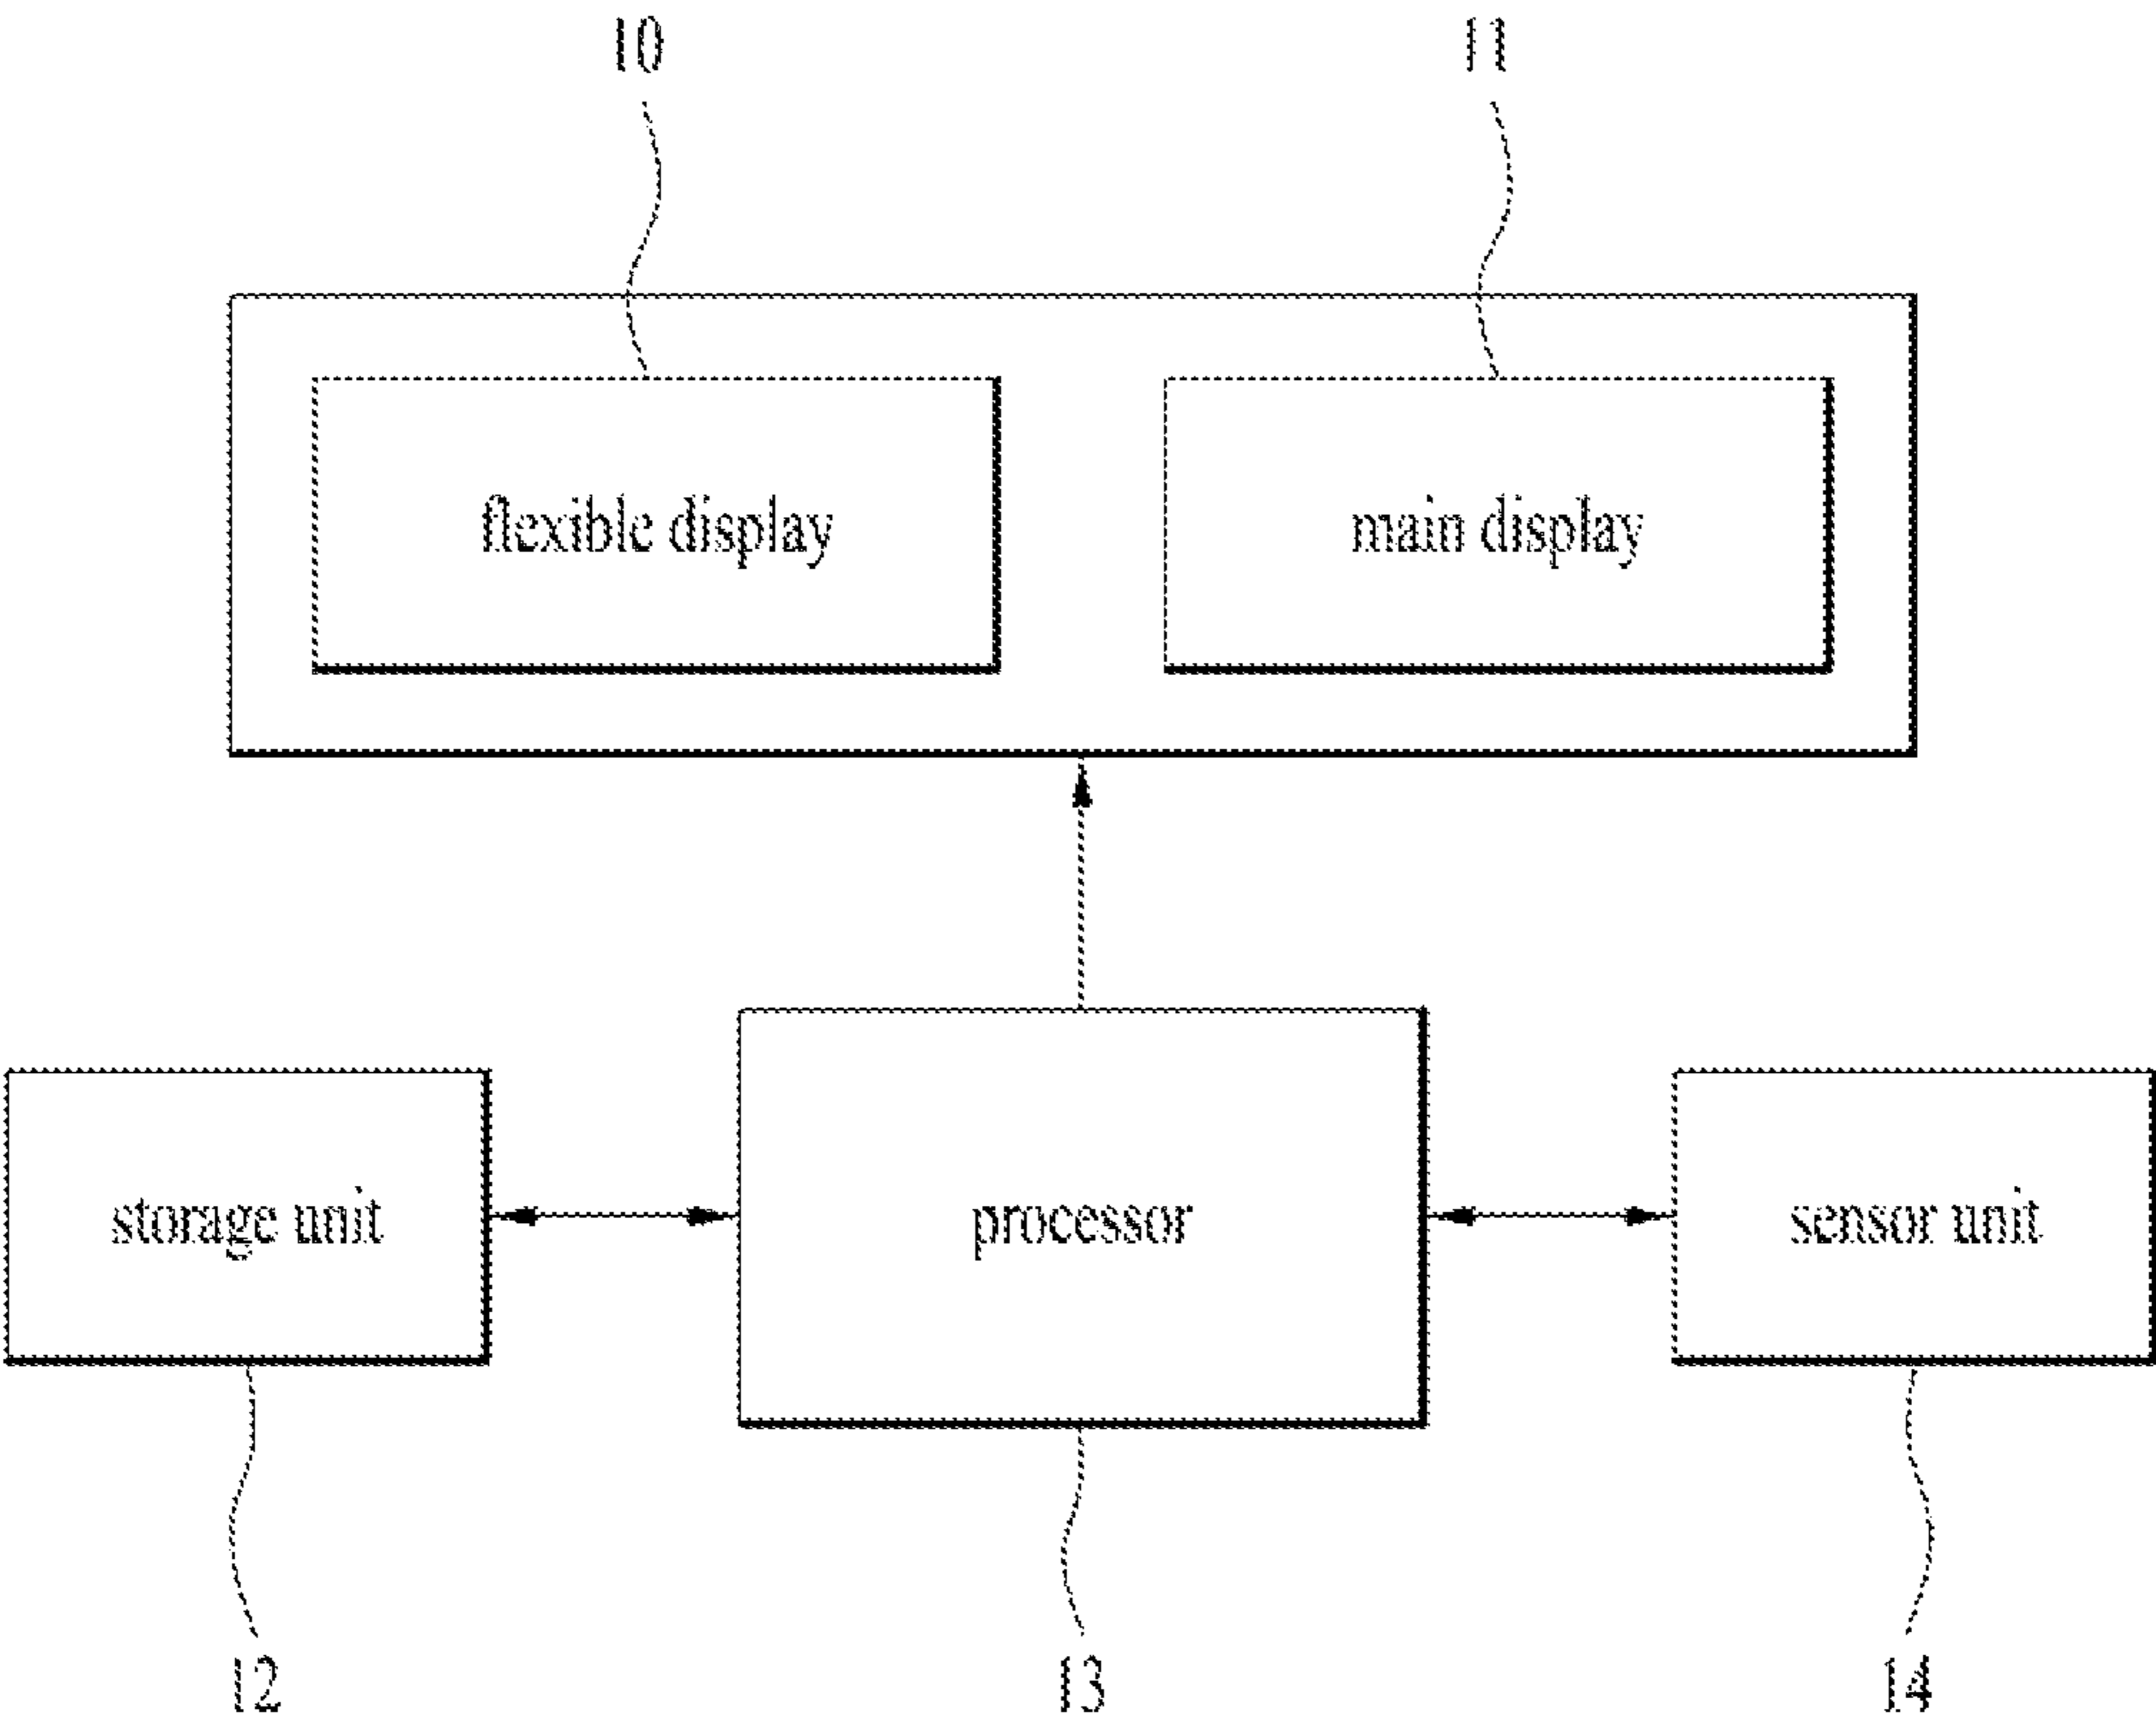 10
11
flexible display
main display
storage unit
processor
sensor unit
12
13
14